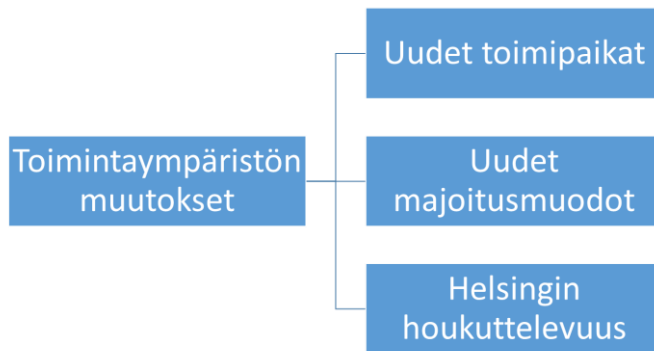 Uudet toimipaikat
Toimintaympäristön
muutokset
Uudet
majoitusmuodot
Helsingin
houkuttelevuus